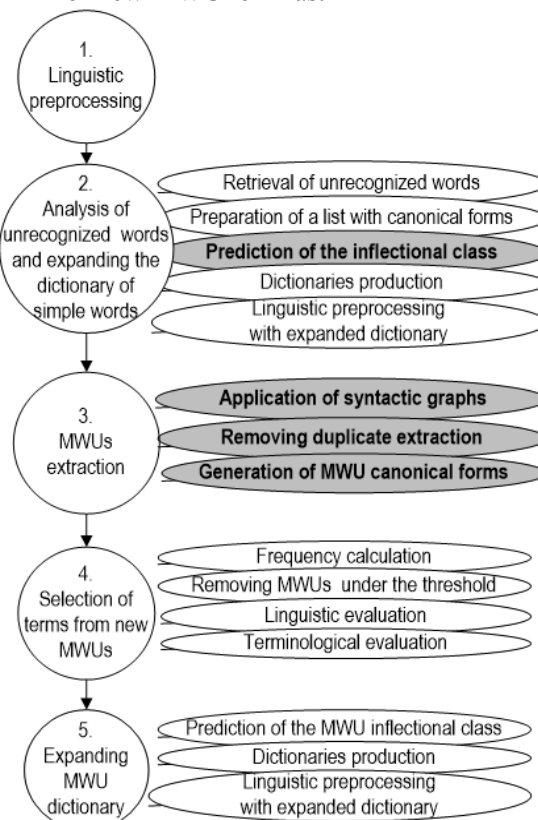 1.
Linguistic
preprocessing
2.
Analysis of
unrecognized words
and expanding the
dictionary of
simple words
Retrieval of unrecognized words
Preparation of a list with canonical forms
Prediction of the inflectional class
Dictionaries production
Linguistic preprocessing
with expanded dictionary
3.
MWUs
extraction
Application of syntactic graphs
Removing duplicate extraction
Generation of MWU canonical forms
4.
Selection of
terms from new
MWUs
Frequency calculation
Removing MWUs under the threshold
Linguistic evaluation
Terminological evaluation
5.
Expanding
MWU
dictionary
Prediction of the MWU inflectional class
Dictionaries production
Linguistic preprocessing
with expanded dictionary